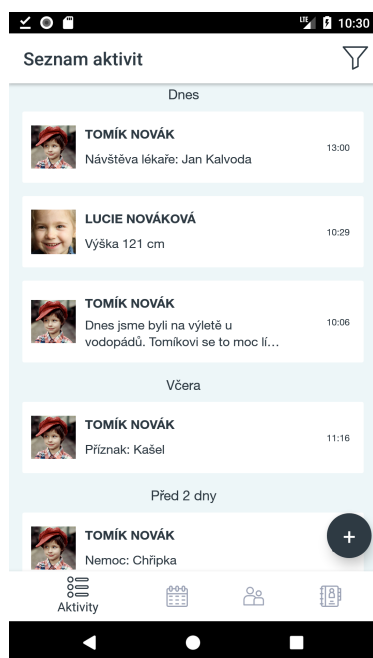 LTE 10:30
Seznam aktivit
Dnes
TOMÍK NOVÁK
Návštěva lékaře: Jan Kalvoda
13:00
LUCIE NOVÁKOVÁ
Výška 121 cm
10:29
TOMÍK NOVÁK
Dnes jsme byli na výletě u
vodopádů. Tomíkovi se to moc lí…
10:06
Včera
TOMÍK NOVÁK
Příznak: Kašel
11:16
Před 2 dny
TOMÍK NOVÁK
Nemoc: Chřipka
+
Aktivity